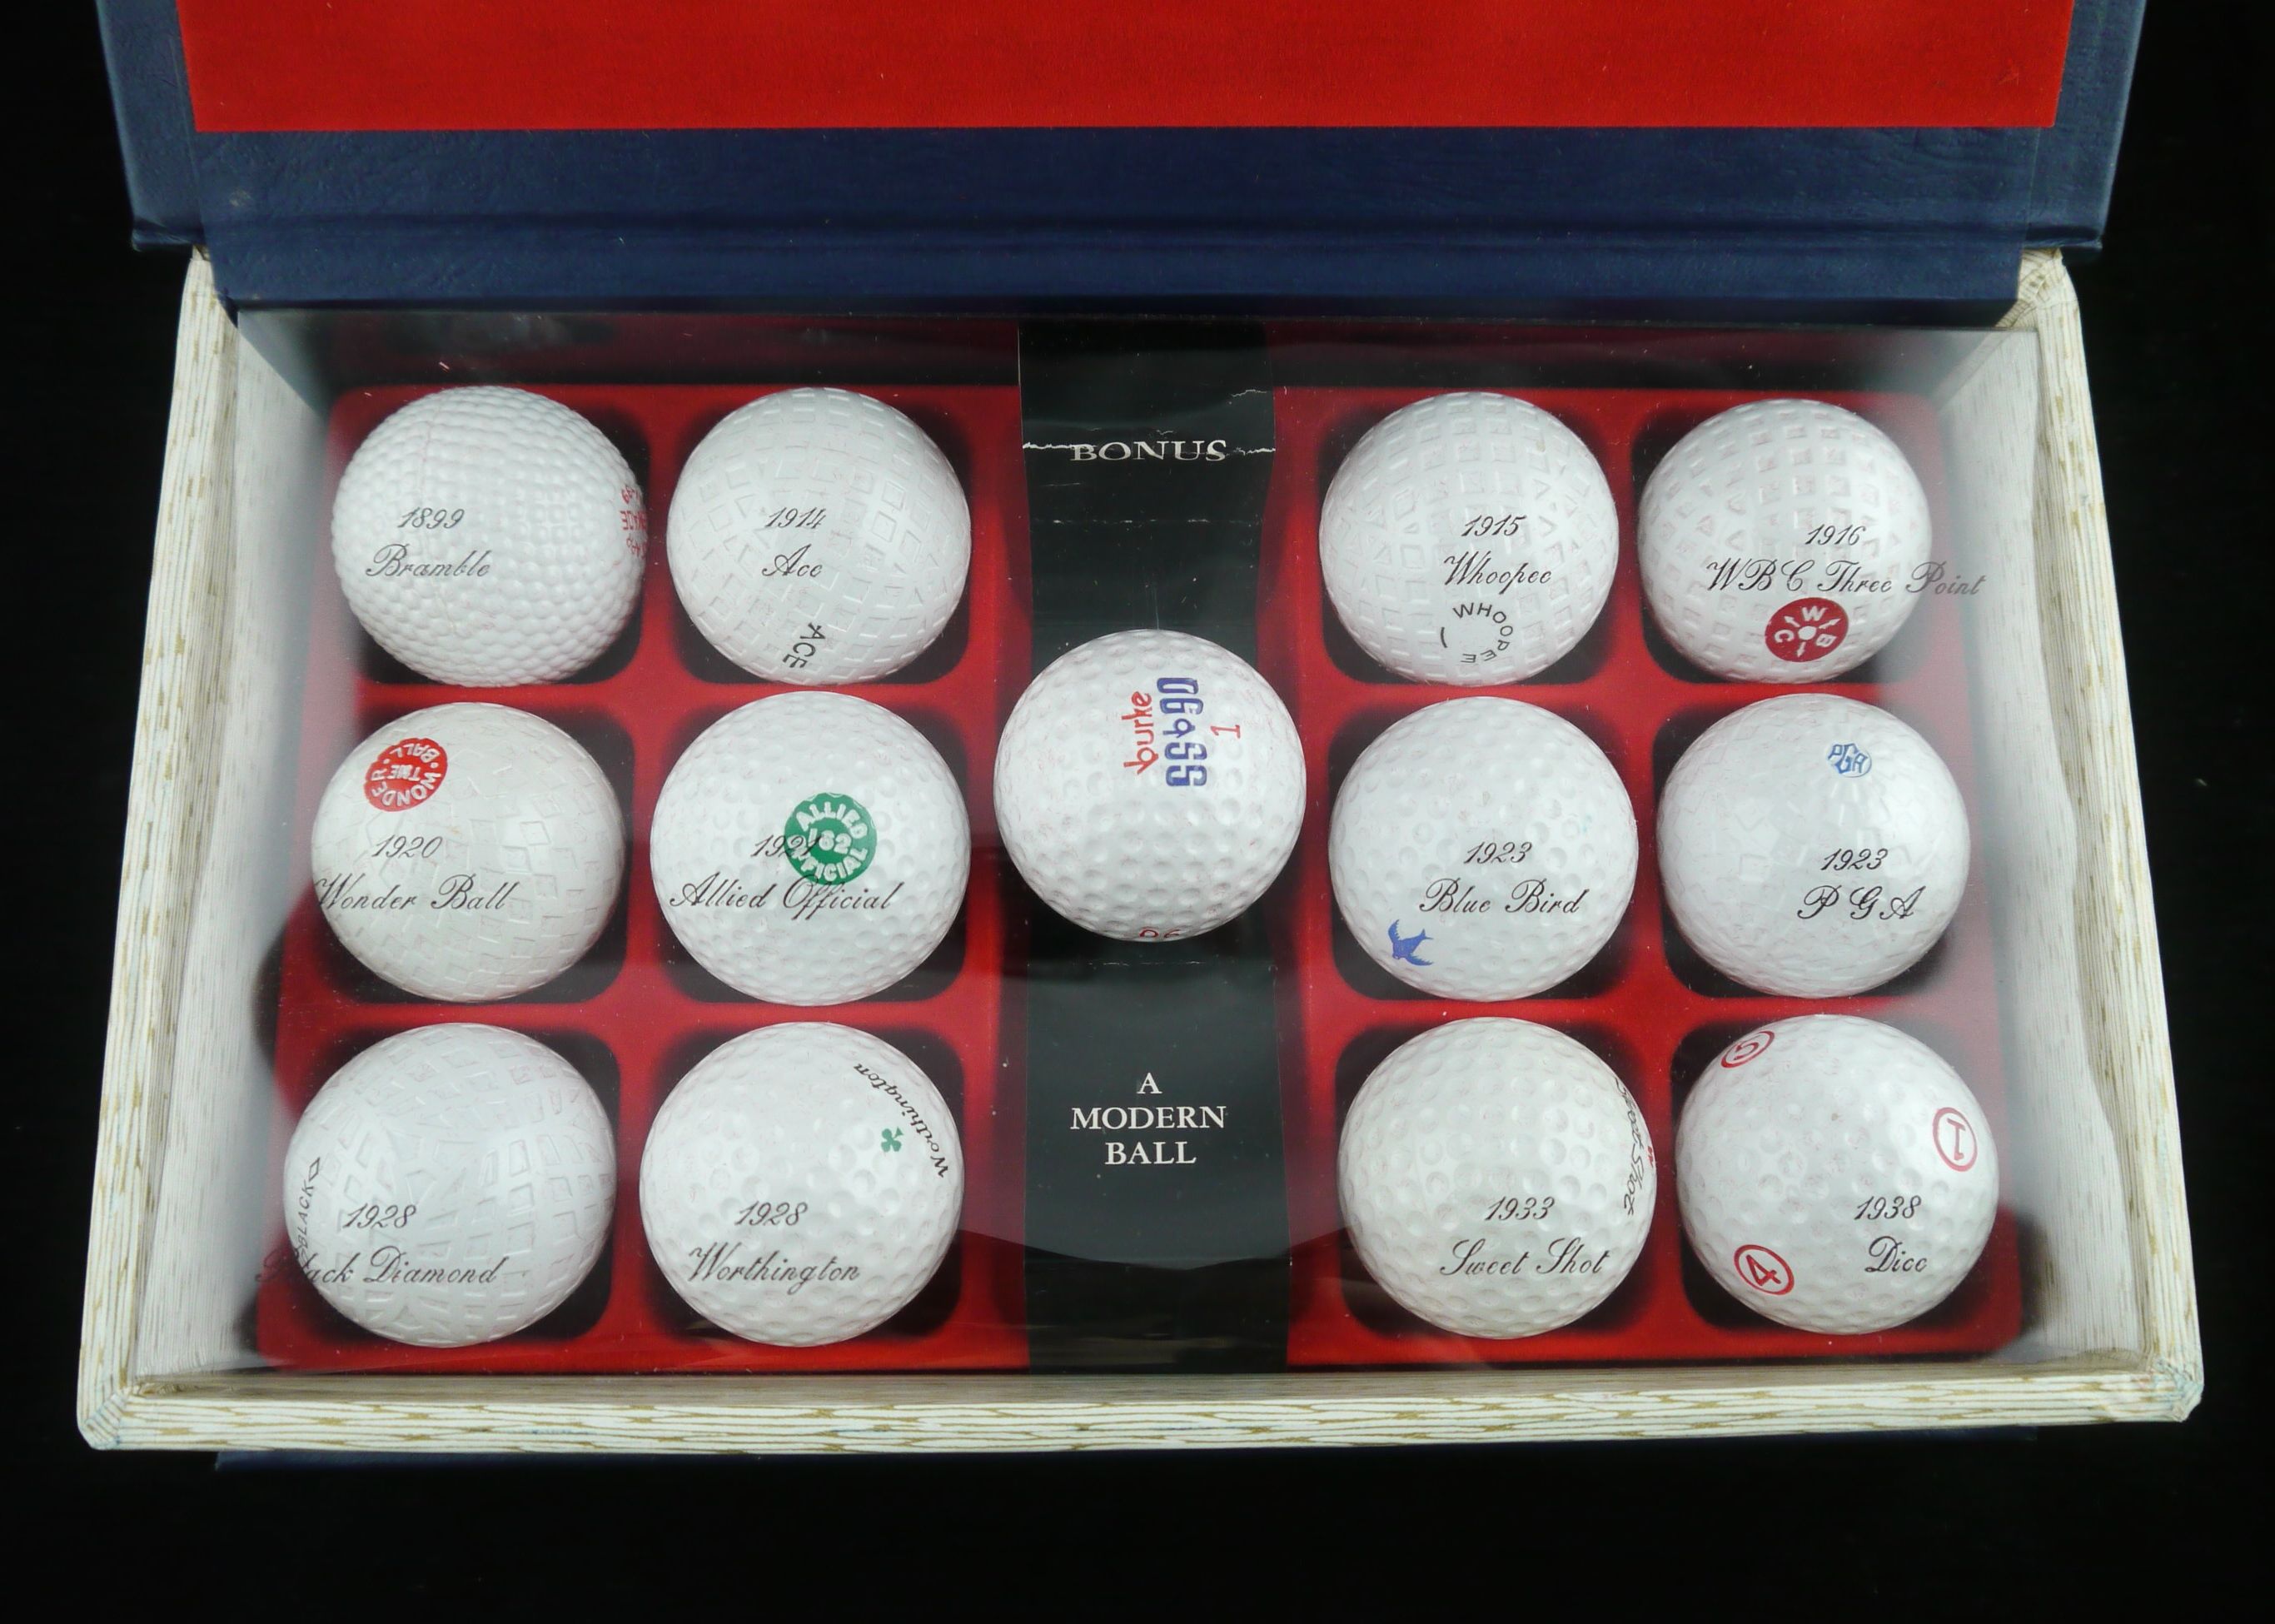 BONUS
1899
Bramble
1914
Ace
ACE
1915
Whoopee
WHOOPEE
1916
WBC Three Point
W B C
burke
1
WONDER BALL
THE
1920
Wonder Ball
ALLIED
162
OFFICIAL
1921
Allied Official
1923
Blue Bird
PGA
1923
PGA
BLACK
1928
Black Diamond
Worthington
1928
Worthington
A
MODERN
BALL
Sweet Shot
1933
Sweet Shot
5
1
4
1938
Dice